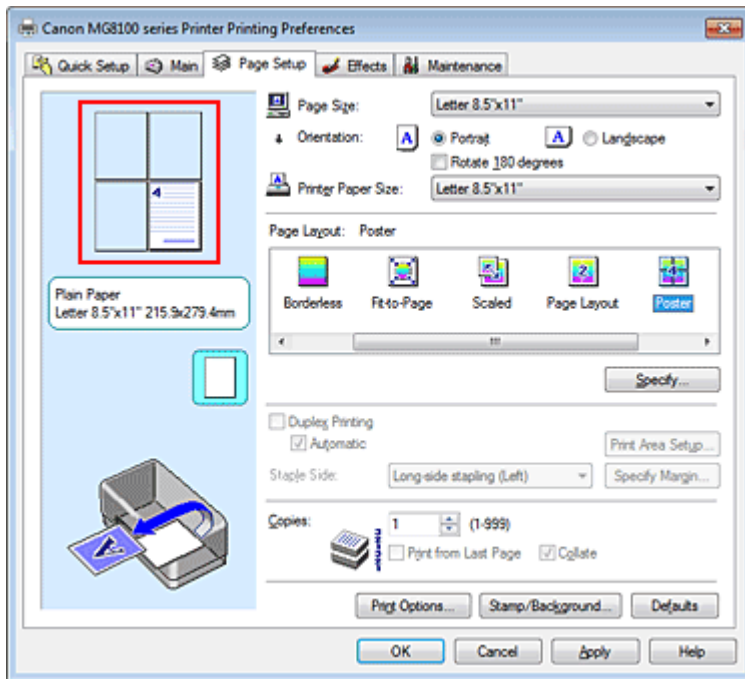 Canon MG8100 series Printer Printing Preferences
Quick Setup Main Page Setup Effects Maintenance
Page Size: Letter 8.5"x11"
Orientation: A Portrait A Landscape
Rotate 180 degrees
Printer Paper Size: Letter 8.5"x11"
4
Page Layout: Poster
Borderless Fit-to-Page Scaled Page Layout Poster
Plain Paper
Letter 8.5"x11" 215.9x279.4mm
Specify...
Duplex Printing
Automatic Print Area Setup...
Staple Side: Long-side stapling (Left) Specify Margin...
Copies: 1 (1-999)
Print from Last Page Collate
Print Options... Stamp/Background... Defaults
OK Cancel Apply Help